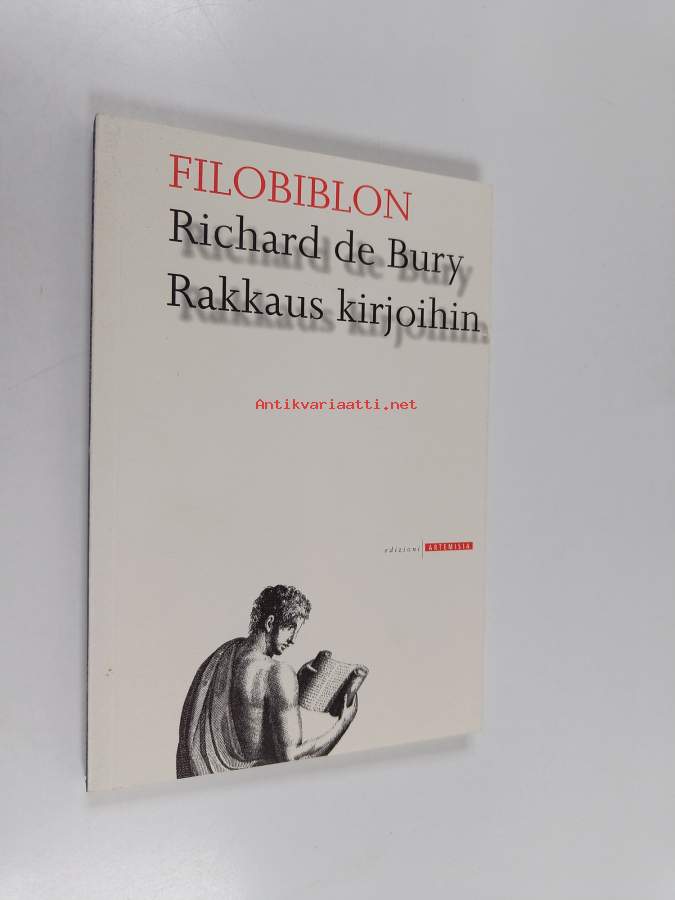 FILOBIBLON
Richard de Bury
Rakkaus kirjoihin
Antikvariaatti.net
edizioni ARTEMISIA